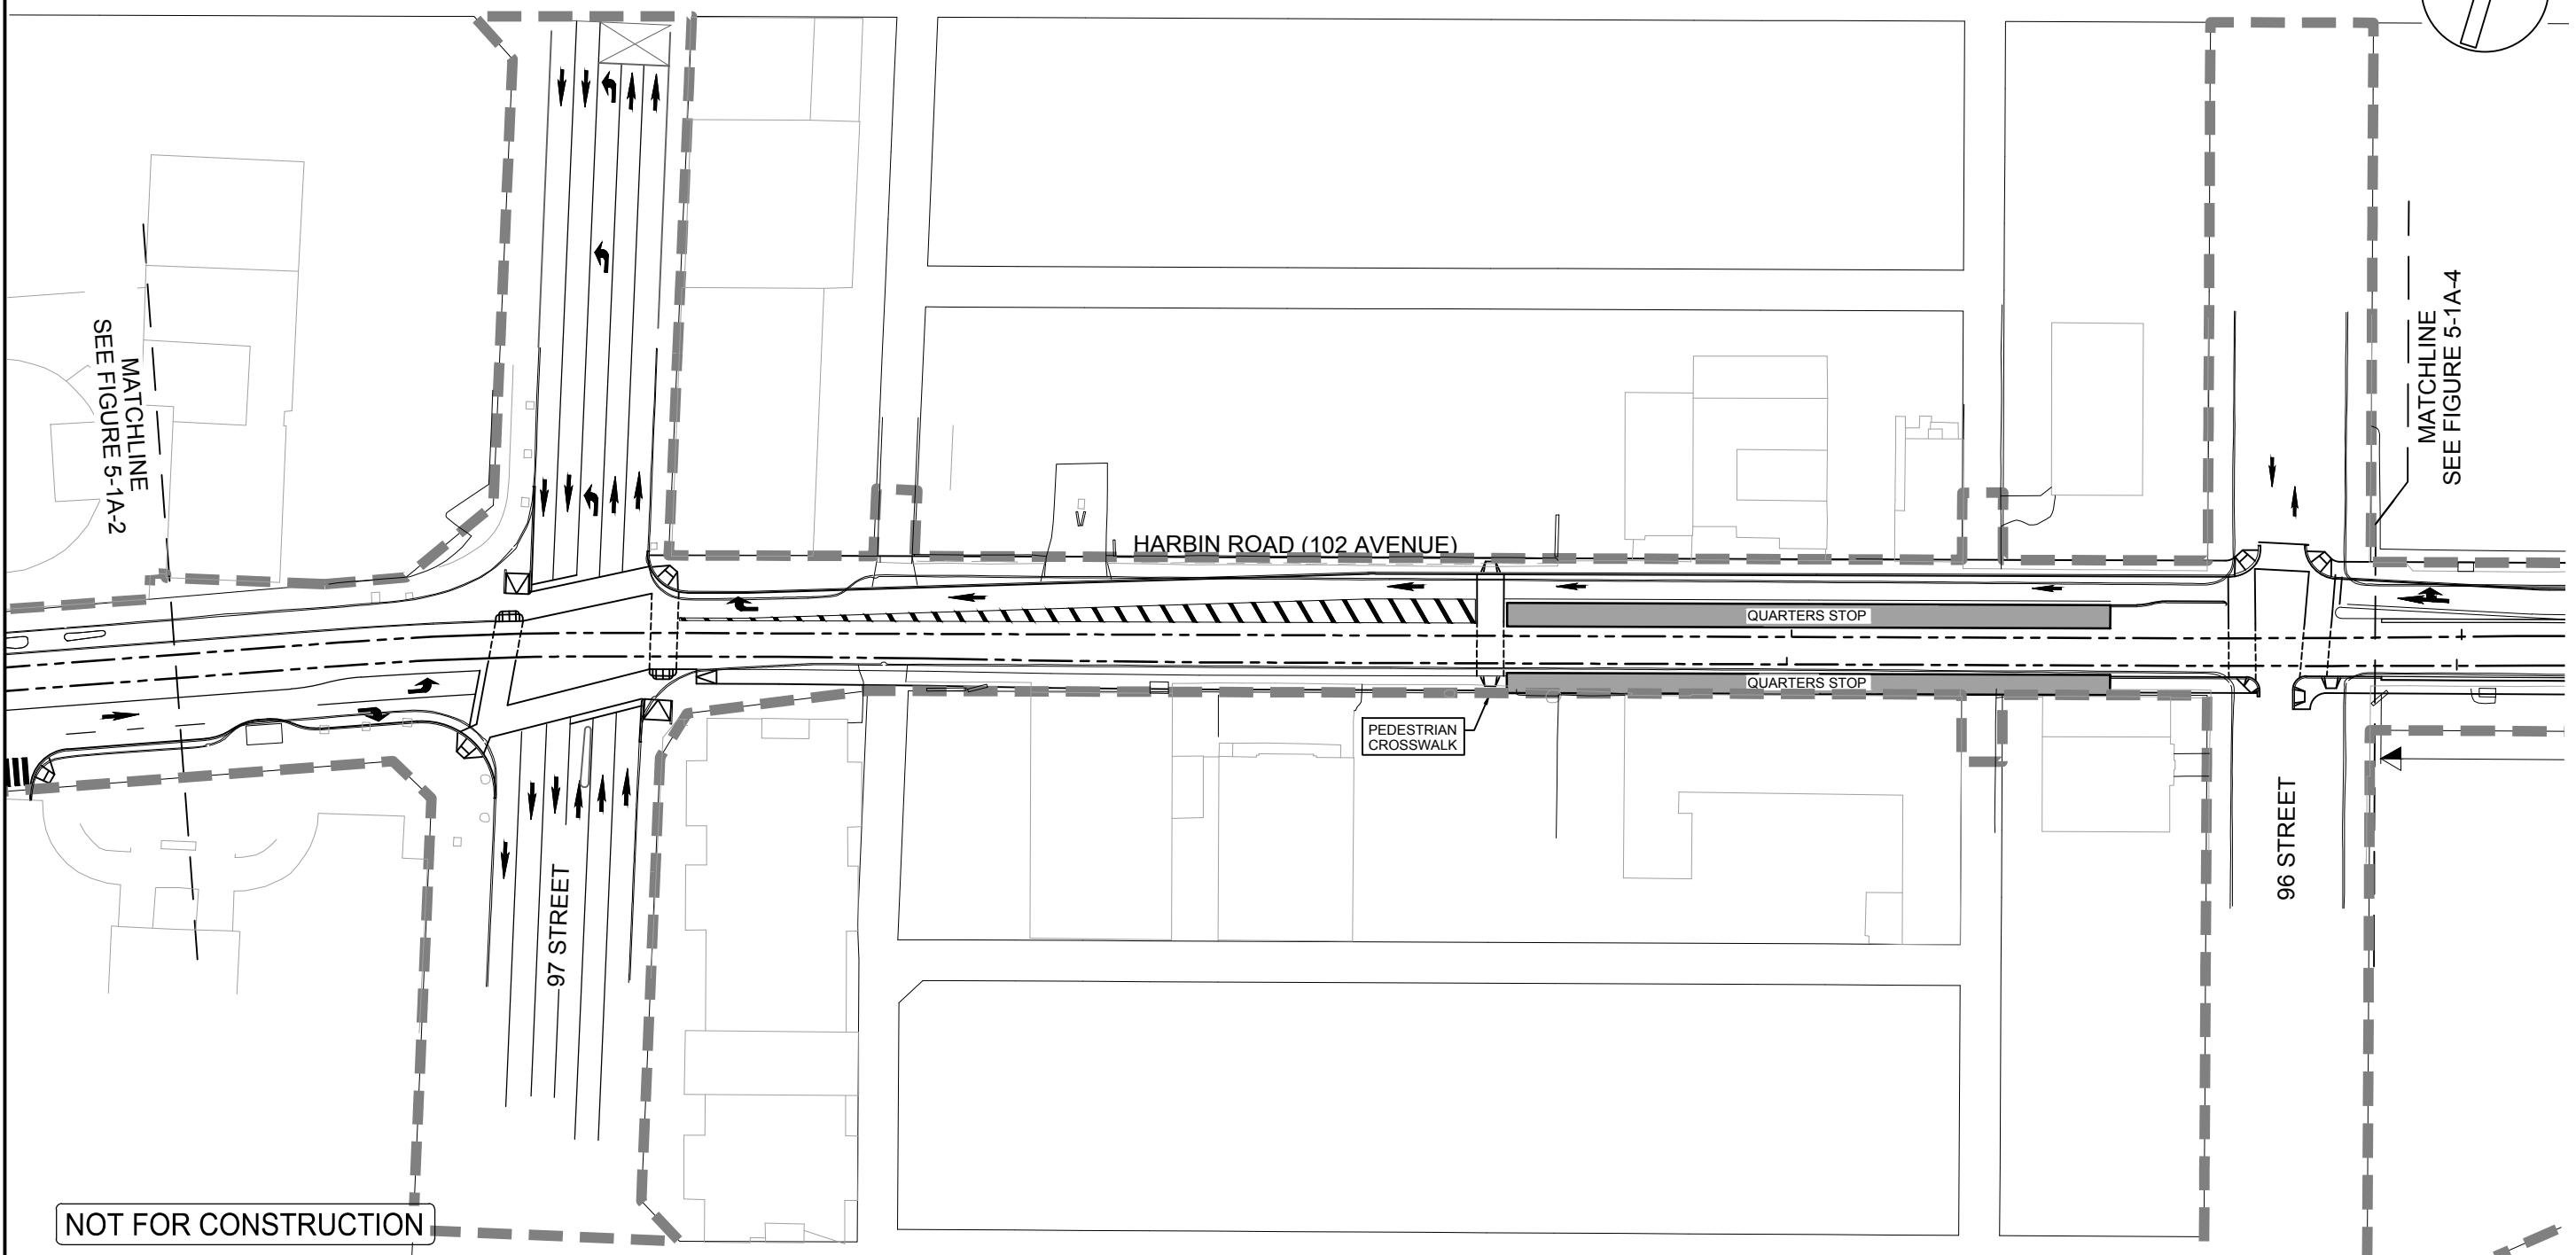 MATCHLINE
SEE FIGURE 5-1A-2
HARBIN ROAD (102 AVENUE)
QUARTERS STOP
QUARTERS STOP
PEDESTRIAN
CROSSWALK
MATCHLINE
SEE FIGURE 5-1A-4
97 STREET
96 STREET
NOT FOR CONSTRUCTION